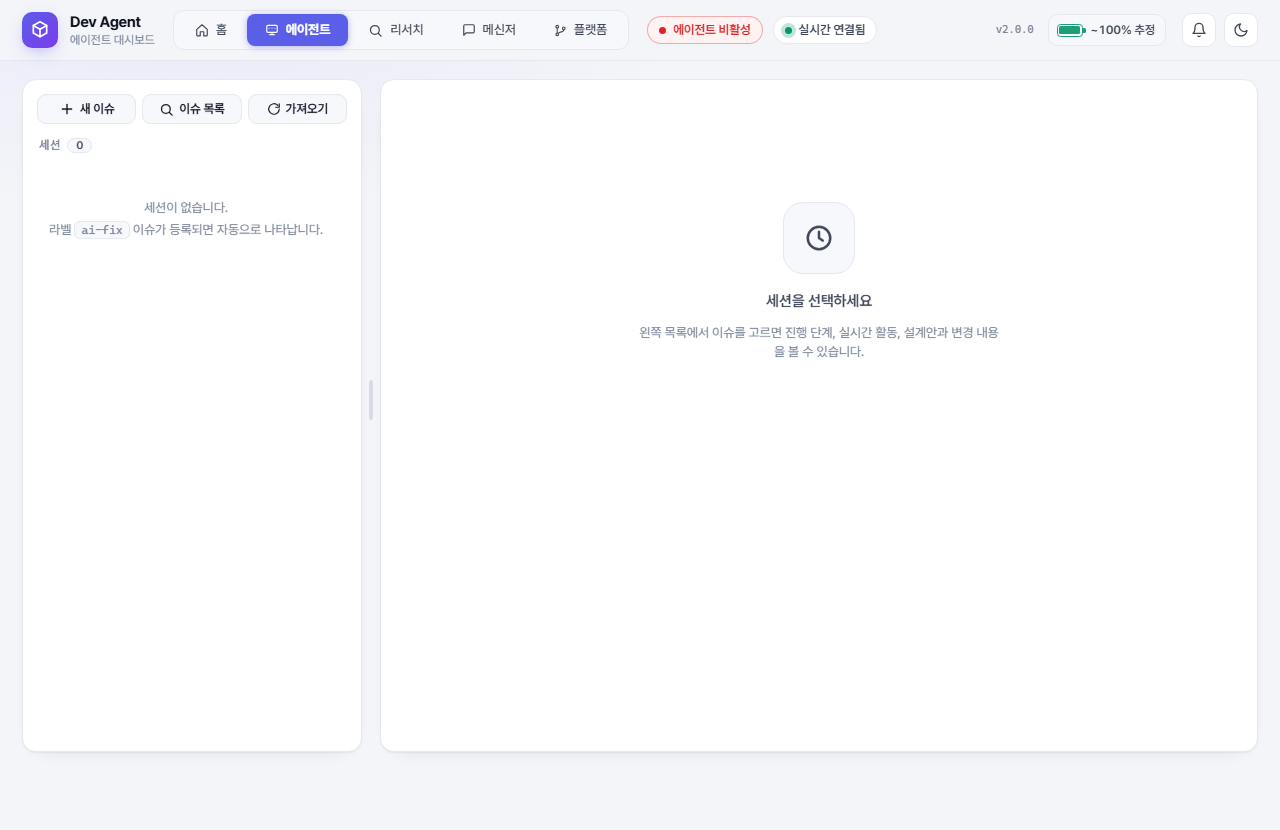 Dev Agent
에이전트 대시보드
홈
에이전트
리서치
메신저
플랫폼
에이전트 비활성
실시간 연결됨
v2.0.0
~100% 추정
새 이슈
이슈 목록
가져오기
세션 0
세션이 없습니다.
라벨 ai-fix 이슈가 등록되면 자동으로 나타납니다.
세션을 선택하세요
왼쪽 목록에서 이슈를 고르면 진행 단계, 실시간 활동, 설계안과 변경 내용
을 볼 수 있습니다.